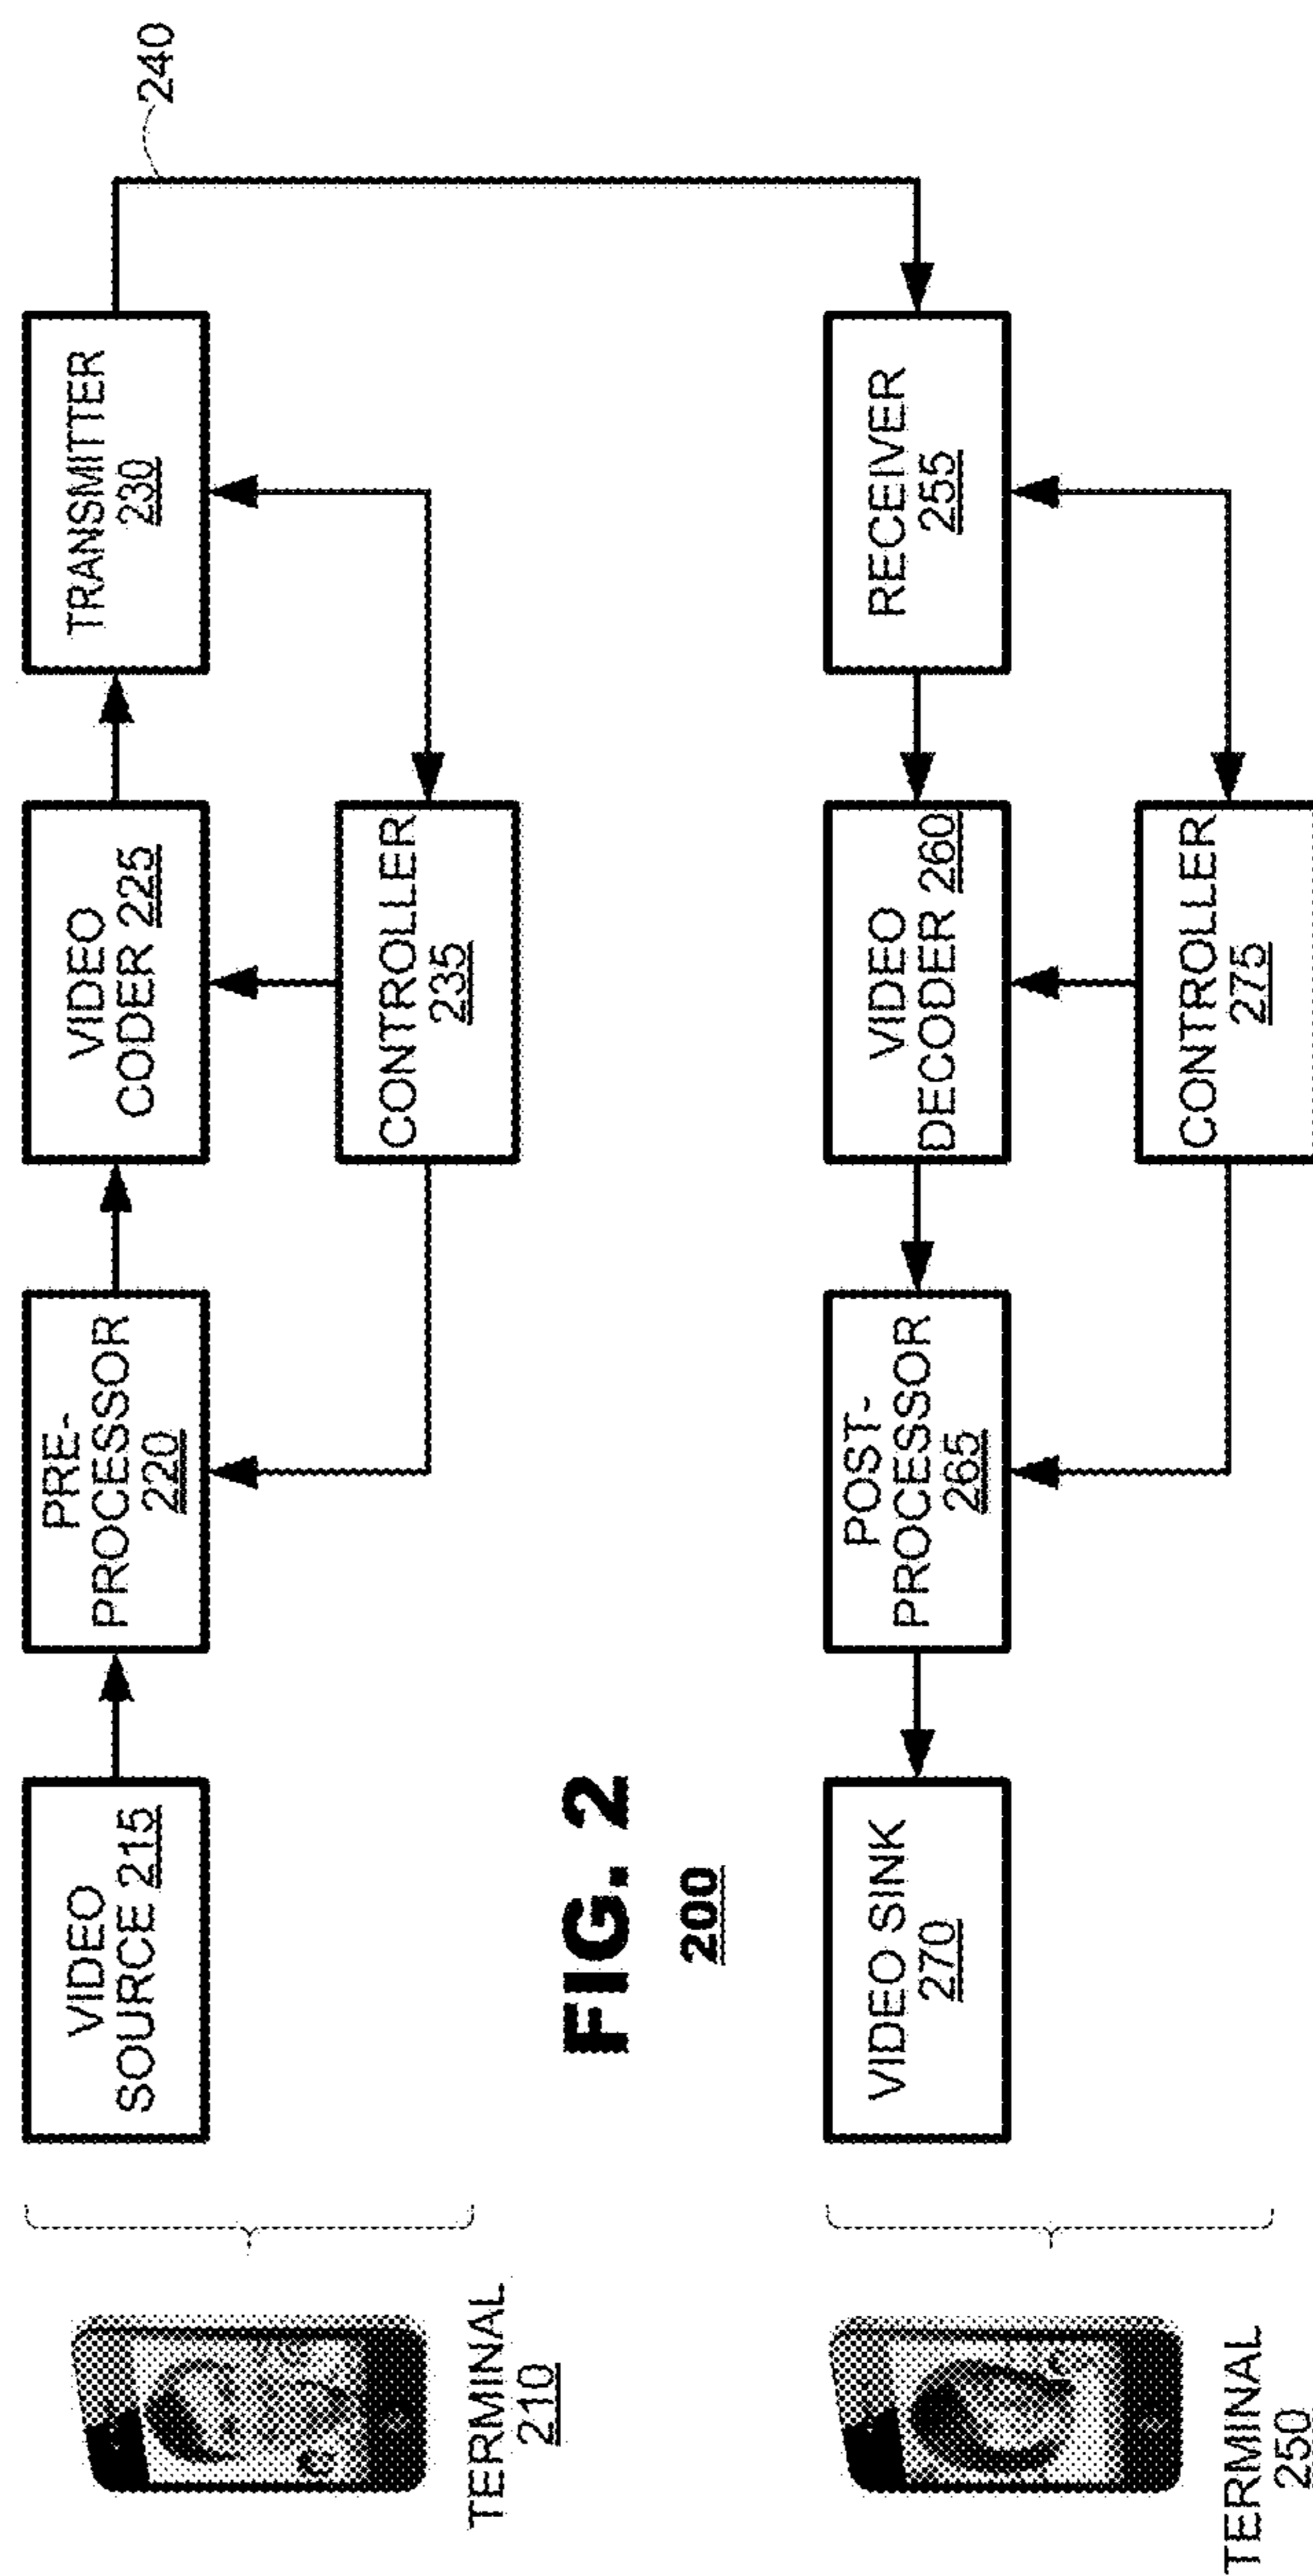 VIDEO
SOURCE 215
PRE-
PROCESSOR
220
VIDEO
CODER 225
TRANSMITTER
230
240
CONTROLLER
235
TERMINAL
210
FIG. 2
200
VIDEO SINK
270
POST-
PROCESSOR
265
VIDEO
DECODER 260
RECEIVER
255
CONTROLLER
275
TERMINAL
250